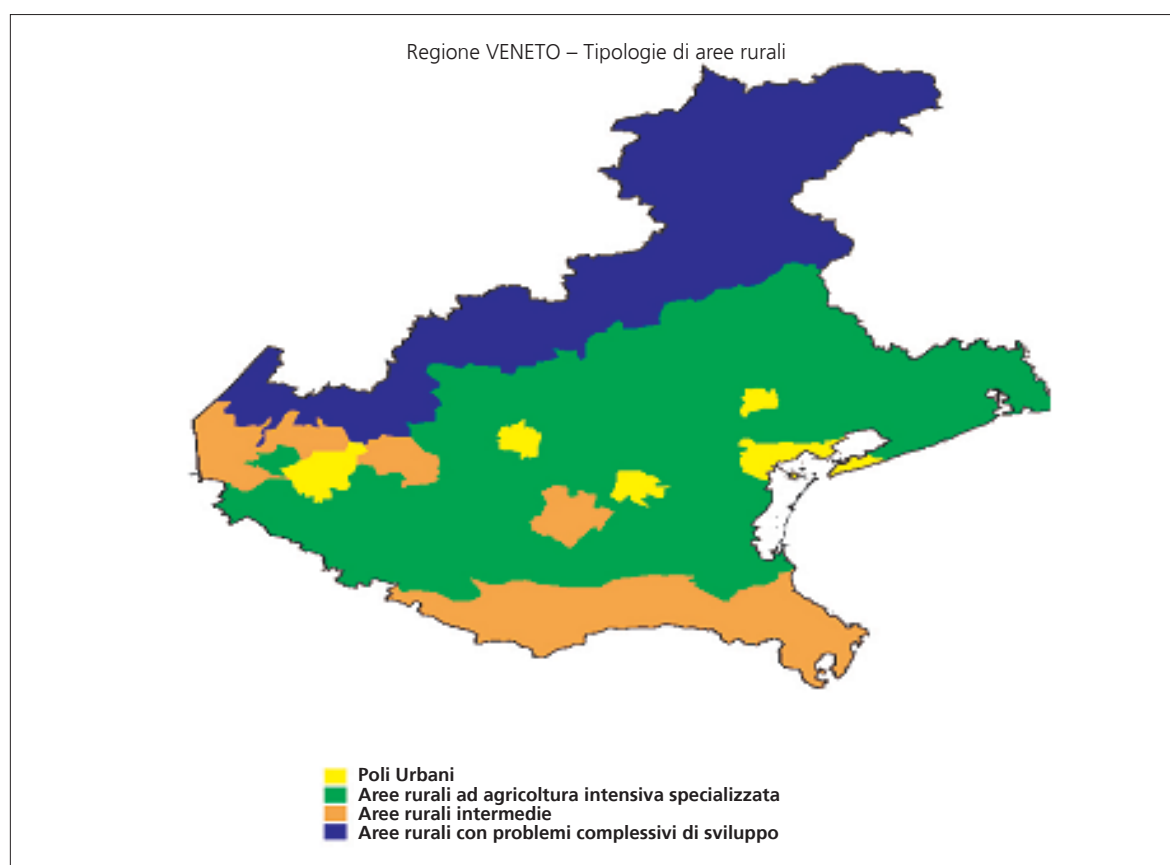 Regione VENETO – Tipologie di aree rurali
Poli Urbani
Aree rurali ad agricoltura intensiva specializzata
Aree rurali intermedie
Aree rurali con problemi complessivi di sviluppo